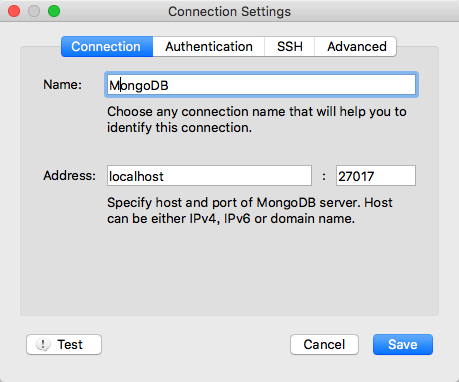 Connection Settings
Connection Authentication SSH Advanced
Name: MongoDB
Choose any connection name that will help you to
identify this connection.
Address: localhost : 27017
Specify host and port of MongoDB server. Host
can be either IPv4, IPv6 or domain name.
! Test Cancel Save